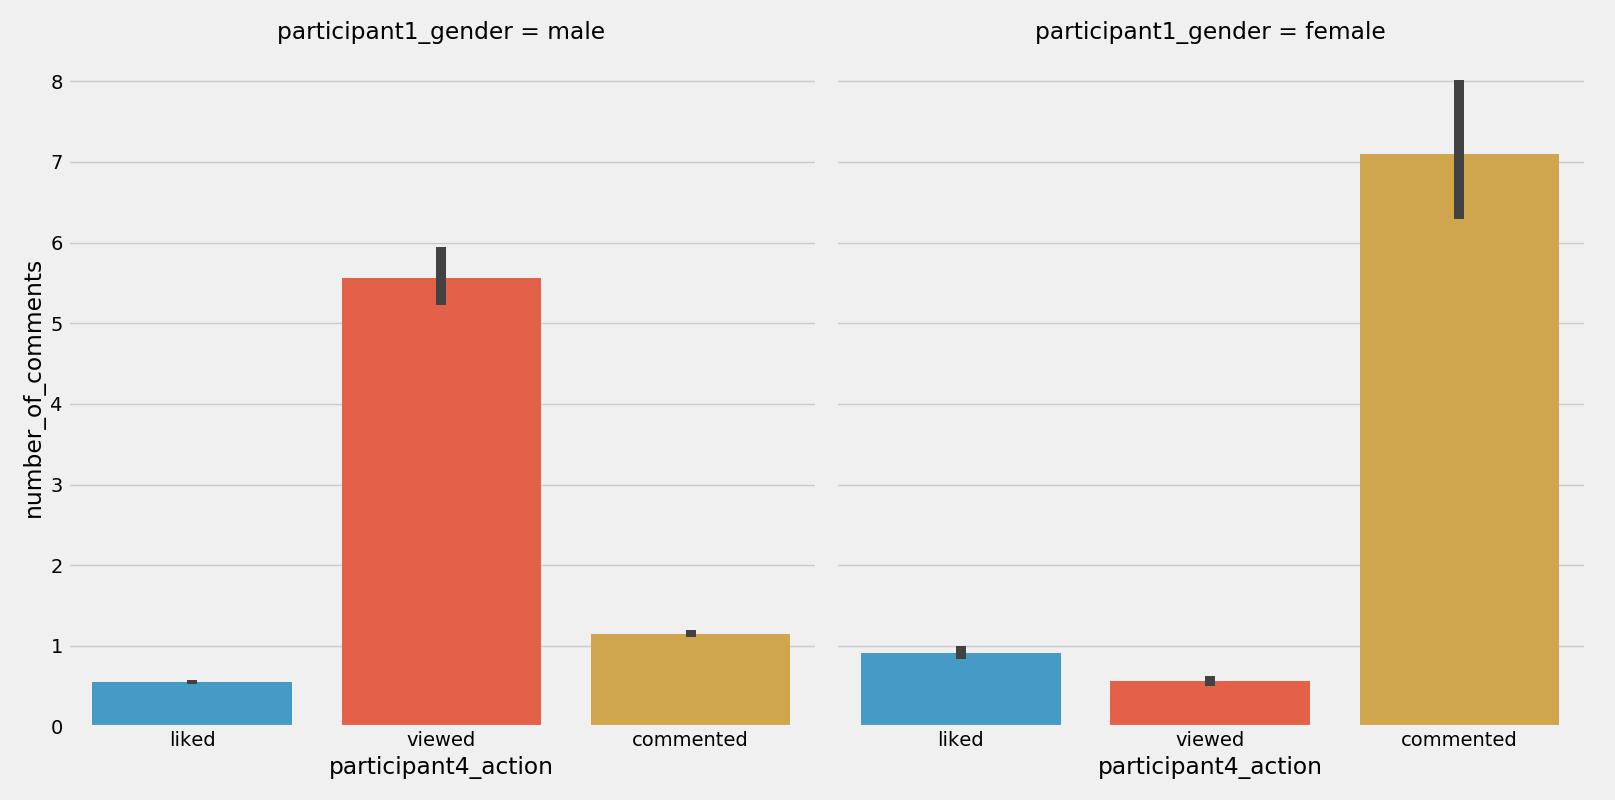 participant1_gender = male
participant1_gender = female
number_of_comments
8
7
6
5
4
3
2
1
0
liked viewed commented
liked viewed commented
participant4_action
participant4_action